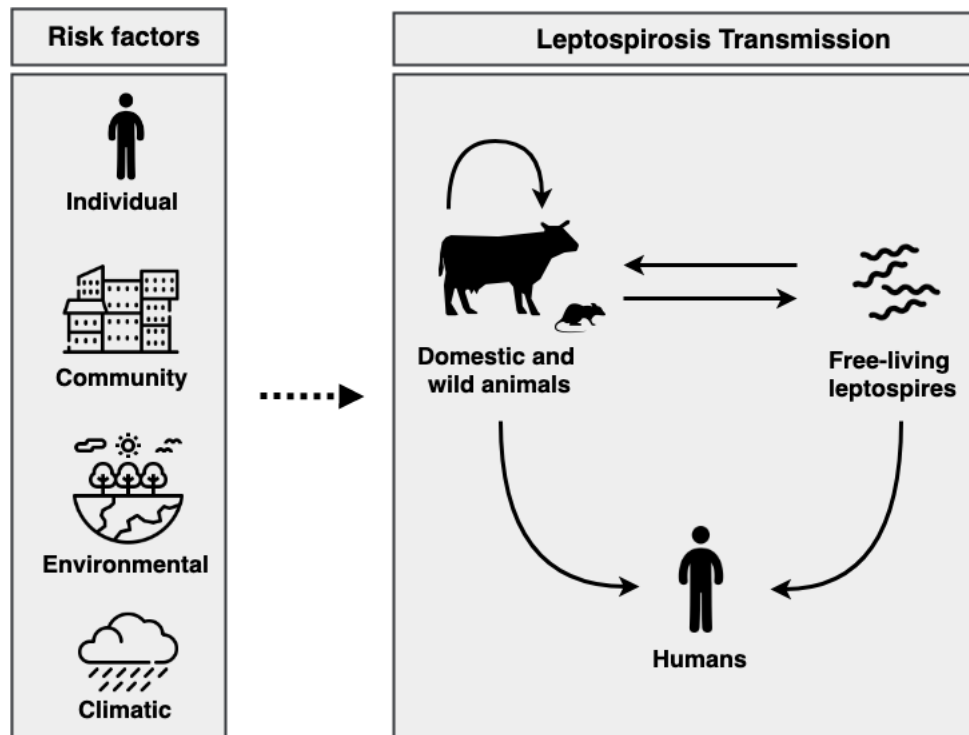 Risk factors
Individual
Community
Environmental
Climatic
Leptospirosis Transmission
Domestic and
wild animals
Free-living
leptospires
Humans